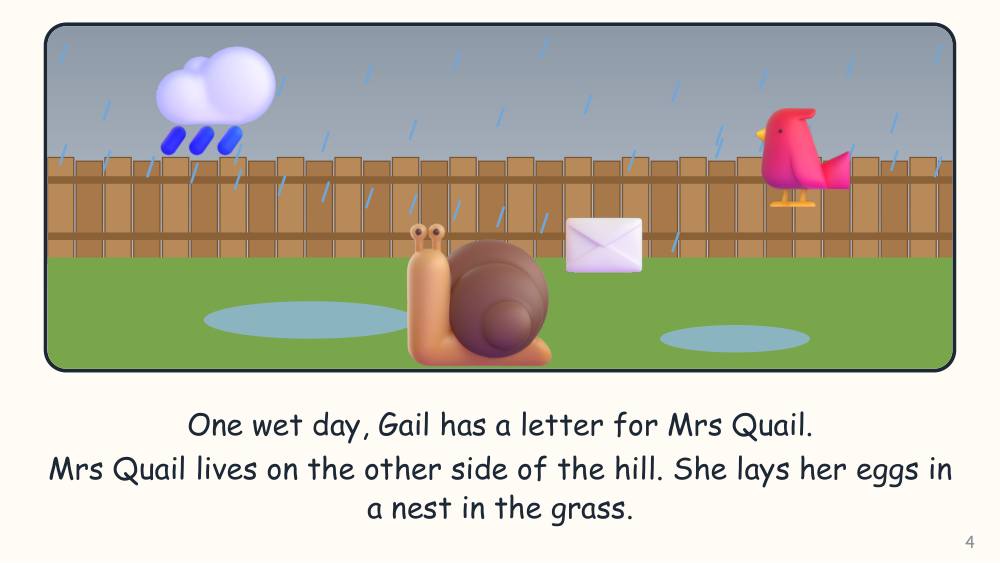 One wet day, Gail has a letter for Mrs Quail.
Mrs Quail lives on the other side of the hill. She lays her eggs in
a nest in the grass.
4